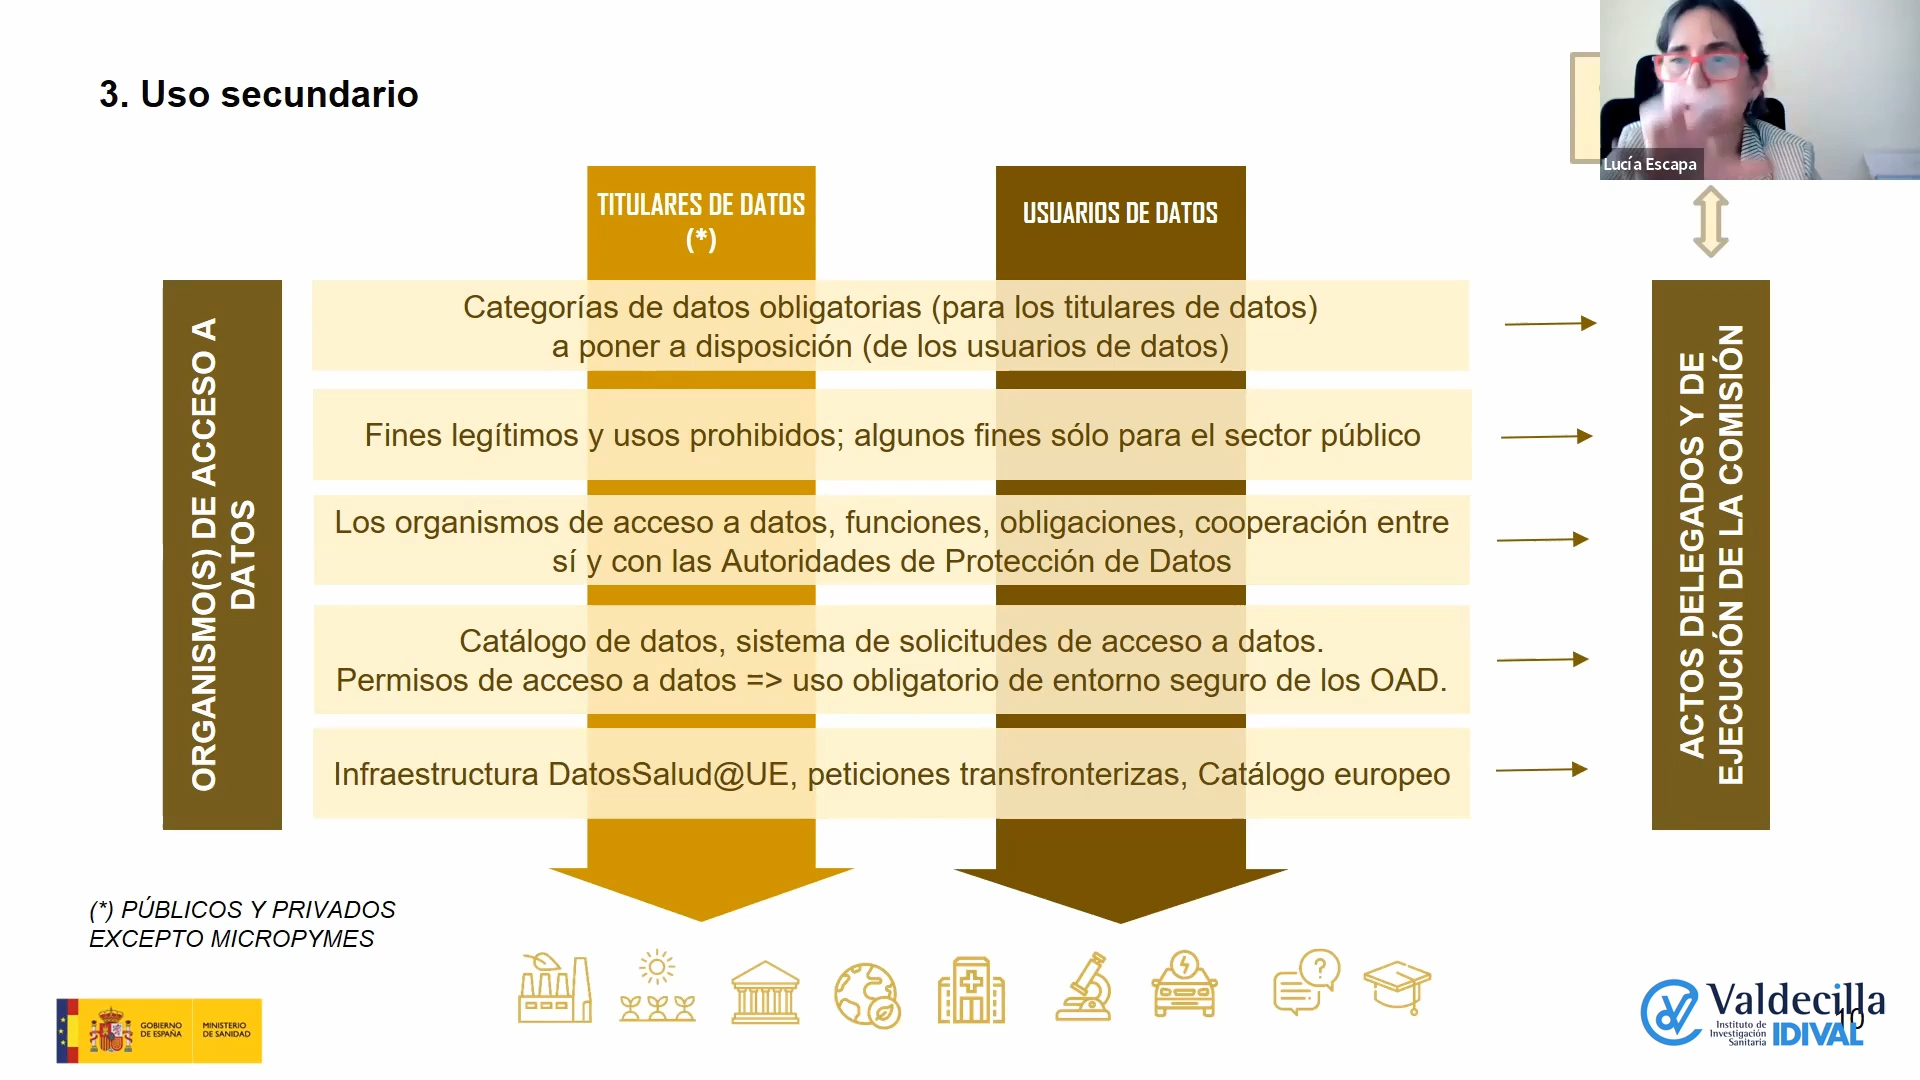 3. Uso secundario
Lucía Escapa
TITULARES DE DATOS
(*)
USUARIOS DE DATOS
ORGANISMO(S) DE ACCESO A
DATOS
Categorías de datos obligatorias (para los titulares de datos)
a poner a disposición (de los usuarios de datos)
Fines legítimos y usos prohibidos; algunos fines sólo para el sector público
Los organismos de acceso a datos, funciones, obligaciones, cooperación entre
sí y con las Autoridades de Protección de Datos
Catálogo de datos, sistema de solicitudes de acceso a datos.
Permisos de acceso a datos => uso obligatorio de entorno seguro de los OAD.
Infraestructura DatosSalud@UE, peticiones transfronterizas, Catálogo europeo
ACTOS DELEGADOS Y DE
EJECUCIÓN DE LA COMISIÓN
(*) PÚBLICOS Y PRIVADOS
EXCEPTO MICROPYMES
?
GOBIERNO
DE ESPAÑA
MINISTERIO
DE SANIDAD
Valdecilla
Instituto de
Investigación
Sanitaria
IDIVAL
10